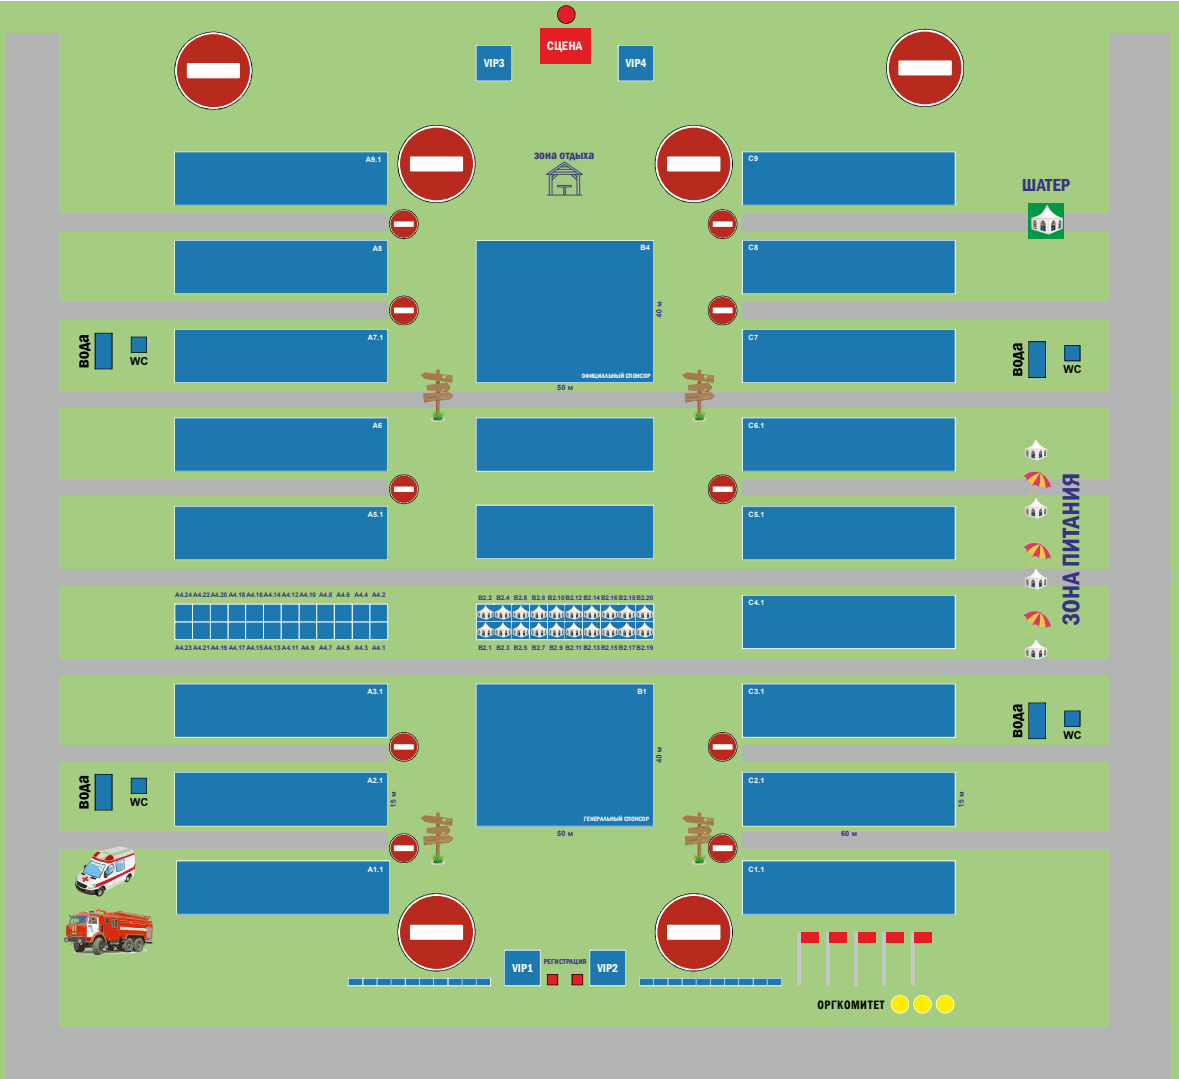 СЦЕНА
VIP3
VIP4
зона отдыха
A9.1
C9
ШАТЕР
A8
B4
C8
40 м
A7.1
C7
вода
WC
вода
WC
ОФИЦИАЛЬНЫЙ СПОНСОР
50 м
A6
C6.1
ЗОНА ПИТАНИЯ
A5.1
C5.1
A4.24 A4.22 A4.20 A4.18 A4.16 A4.14 A4.12 A4.10 A4.8 A4.6 A4.4 A4.2
B2.2 B2.4 B2.6 B2.8 B2.10 B2.12 B2.14 B2.16 B2.18 B2.20
C4.1
A4.23 A4.21 A4.19 A4.17 A4.15 A4.13 A4.11 A4.9 A4.7 A4.5 A4.3 A4.1
B2.1 B2.3 B2.5 B2.7 B2.9 B2.11 B2.13 B2.15 B2.17 B2.19
A3.1
B1
C3.1
вода
WC
40 м
A2.1
C2.1
вода
WC
15 м
15 м
ГЕНЕРАЛЬНЫЙ СПОНСОР
50 м
60 м
A1.1
C1.1
VIP1
РЕГИСТРАЦИЯ
VIP2
ОРГКОМИТЕТ